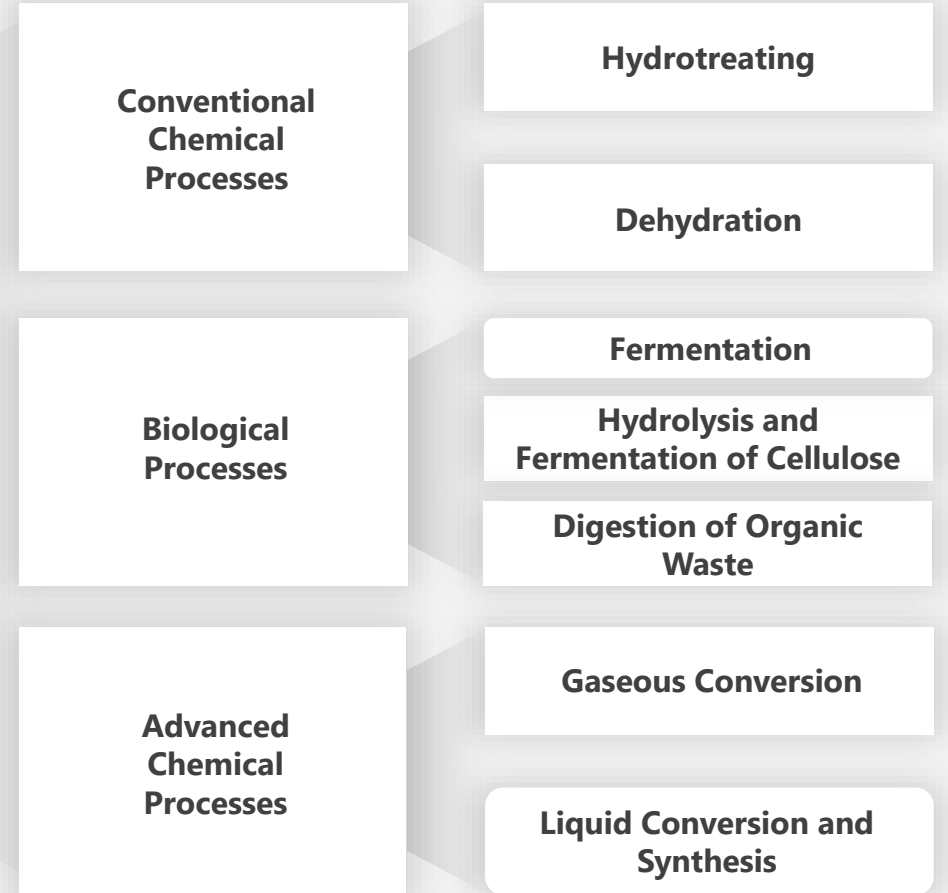 Conventional
Chemical
Processes
Hydrotreating
Dehydration
Biological
Processes
Fermentation
Hydrolysis and
Fermentation of Cellulose
Digestion of Organic
Waste
Advanced
Chemical
Processes
Gaseous Conversion
Liquid Conversion and
Synthesis